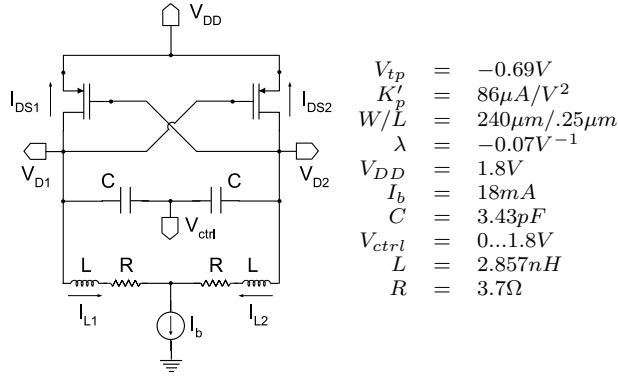 V_DD
I_DS1
I_DS2
V_D1
V_D2
C
C
V_ctrl
L
R
R
L
I_L1
I_L2
I_b
V_tp = −0.69V
K′_p = 86μA/V²
W/L = 240μm/.25μm
λ = −0.07V⁻¹
V_DD = 1.8V
I_b = 18mA
C = 3.43pF
V_ctrl = 0...1.8V
L = 2.857nH
R = 3.7Ω